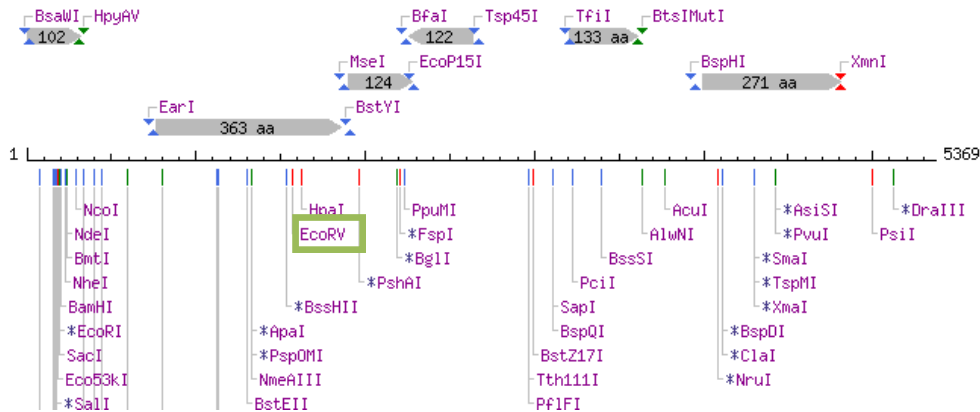 BsaWI HpyAV BfaI Tsp45I TfiI BtsIMutI
102 122 133 aa
MseI EcoP15I BspHI XmnI
124 271 aa
EarI BstYI
363 aa
1 5369
NcoI HpaI PpuMI AcuI *AsiSI *DraIII
NdeI EcoRV *FspI AlwNI *PvuI PsiI
BmtI *BglI BssSI *SmaI
NheI *PshAI PciI *TspMI
BamHI *BssHII SapI *XmaI
*EcoRI *ApaI BspQI *BspDI
SacI *PspOMI BstZ17I *ClaI
Eco53kI NmeAIII Tth111I *NruI
*SalI BstEII PflFI